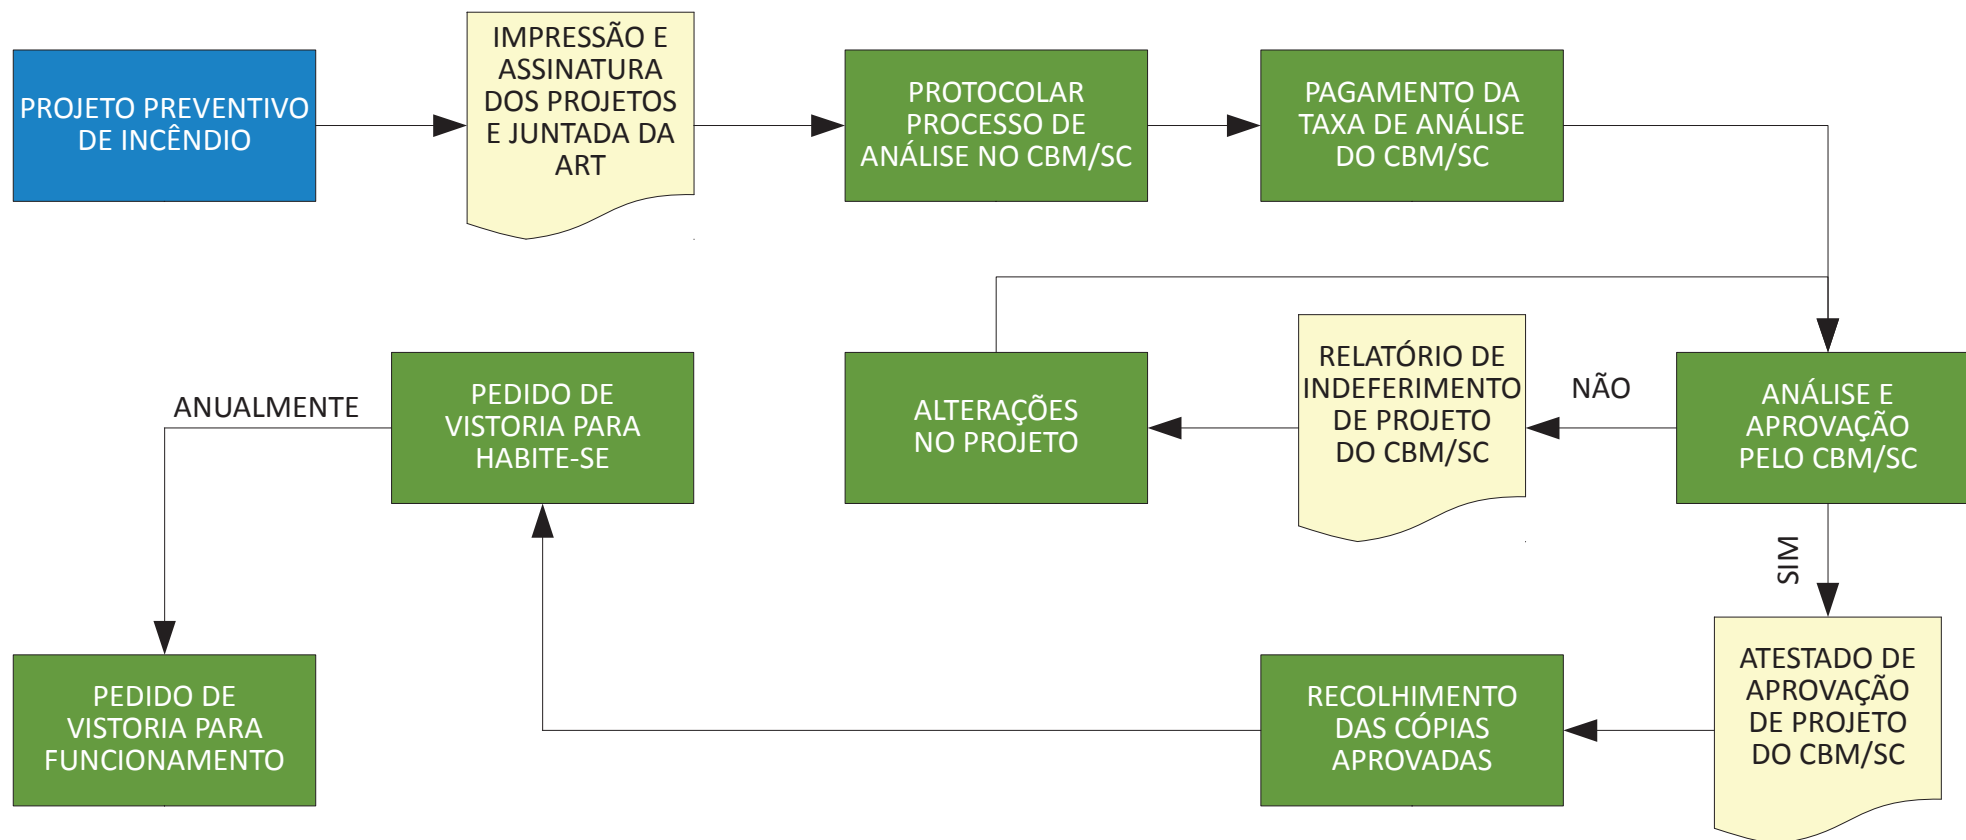 PROJETO PREVENTIVO
DE INCÊNDIO
IMPRESSÃO E
ASSINATURA
DOS PROJETOS
E JUNTADA DA
ART
PROTOCOLAR
PROCESSO DE
ANÁLISE NO CBM/SC
PAGAMENTO DA
TAXA DE ANÁLISE
DO CBM/SC
ANÁLISE E
APROVAÇÃO
PELO CBM/SC
NÃO
RELATÓRIO DE
INDEFERIMENTO
DE PROJETO
DO CBM/SC
ALTERAÇÕES
NO PROJETO
SIM
ATESTADO DE
APROVAÇÃO
DE PROJETO
DO CBM/SC
RECOLHIMENTO
DAS CÓPIAS
APROVADAS
PEDIDO DE
VISTORIA PARA
HABITE-SE
ANUALMENTE
PEDIDO DE
VISTORIA PARA
FUNCIONAMENTO